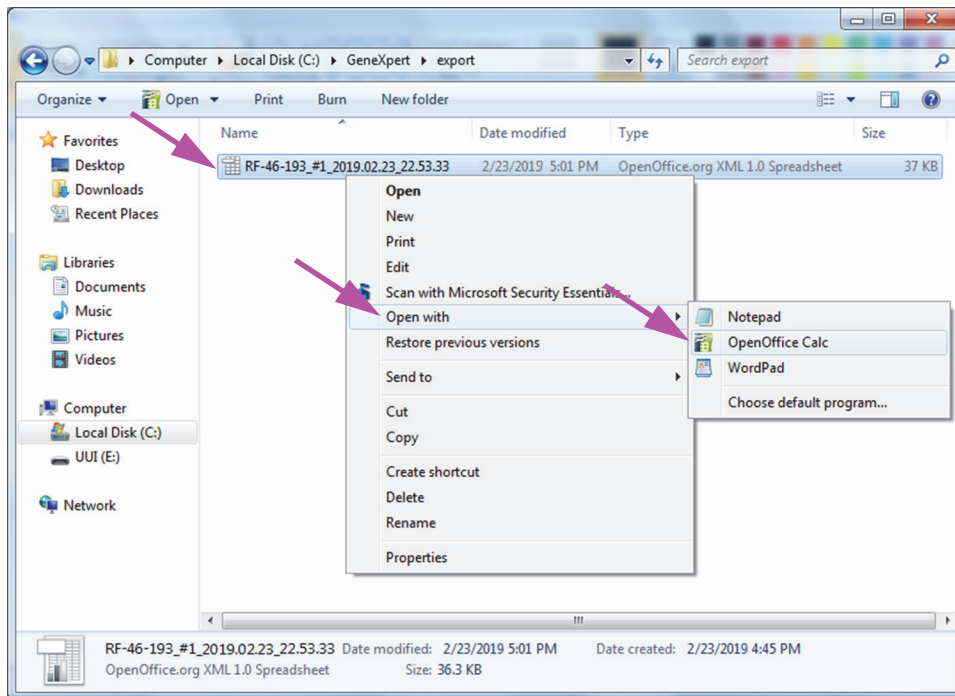 Computer Local Disk (C:) GeneXpert export
Search export
Organize Open Print Burn New folder
Name Date modified Type Size
RF-46-193_#1_2019.02.23_22.53.33 2/23/2019 5:01 PM OpenOffice.org XML 1.0 Spreadsheet 37 KB
Favorites
Desktop
Downloads
Recent Places
Libraries
Documents
Music
Pictures
Videos
Computer
Local Disk (C:)
UUI (E:)
Network
Open
New
Print
Edit
Scan with Microsoft Security Essentials...
Open with
Restore previous versions
Send to
Cut
Copy
Create shortcut
Delete
Rename
Properties
Notepad
OpenOffice Calc
WordPad
Choose default program...
RF-46-193_#1_2019.02.23_22.53.33 Date modified: 2/23/2019 5:01 PM Date created: 2/23/2019 4:45 PM
OpenOffice.org XML 1.0 Spreadsheet Size: 36.3 KB